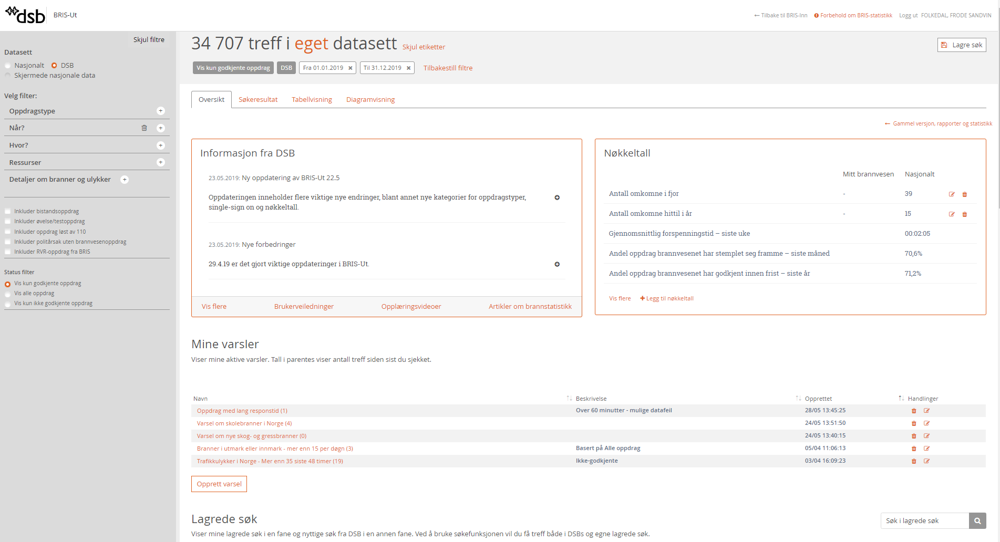 dsb BRIS-Ut
← Tilbake til BRIS-Inn Forbehold om BRIS-statistikk Logg ut FOLKEDAL, FRODE SANDVIN
Skjul filtre
Datasett
Nasjonalt DSB
Skjermede nasjonale data
Velg filter:
Oppdragstype
Når?
Hvor?
Ressurser
Detaljer om branner og ulykker
Inkluder bistandsoppdrag
Inkluder øvelse/testoppdrag
Inkluder oppdrag løst av 110
Inkluder politårsak uten brannvesenoppdrag
Inkluder RVR-oppdrag fra BRIS
Status filter
Vis kun godkjente oppdrag
Vis alle oppdrag
Vis kun ikke godkjente oppdrag
34 707 treff i eget datasett Skjul etiketter
Lagre søk
Vis kun godkjente oppdrag DSB Fra 01.01.2019 × Til 31.12.2019 × Tilbakestill filtre
Oversikt Søkeresultat Tabellvisning Diagramvisning
← Gammel versjon, rapporter og statistikk
Informasjon fra DSB
23.05.2019: Ny oppdatering av BRIS-Ut 22.5
Oppdateringen inneholder flere viktige nye endringer, blant annet nye kategorier for oppdragstyper,
single-sign on og nøkkeltall.
23.05.2019: Nye forbedringer
29.4.19 er det gjort viktige oppdateringer i BRIS-Ut.
Vis flere Brukerveiledninger Opplæringsvideoer Artikler om brannstatistikk
Nøkkeltall
Mitt brannvesen Nasjonalt
Antall omkomne i fjor - 39
Antall omkomne hittil i år - 15
Gjennomsnittlig forspenningstid – siste uke 00:02:05
Andel oppdrag brannvesenet har stemplet seg framme – siste måned 70,6%
Andel oppdrag brannvesenet har godkjent innen frist – siste år 71,2%
Vis flere + Legg til nøkkeltall
Mine varsler
Viser mine aktive varsler. Tall i parentes viser antall treff siden sist du sjekket.
Navn Beskrivelse Opprettet Handlinger
Oppdrag med lang responstid (1) Over 60 minutter - mulige datafeil 28/05 13:45:25
Varsel om skolebranner i Norge (4) 24/05 13:51:50
Varsel om nye skog- og gressbranner (0) 24/05 13:40:15
Branner i utmark eller innmark - mer enn 15 per døgn (3) Basert på Alle oppdrag 05/04 11:06:13
Trafikkulykker i Norge - Mer enn 35 siste 48 timer (19) Ikke-godkjente 03/04 16:09:23
Opprett varsel
Lagrede søk
Søk i lagrede søk
Viser mine lagrede søk i en fane og nyttige søk fra DSB i en annen fane. Ved å bruke søkefunksjonen vil du få treff både i DSBs og egne lagrede søk.